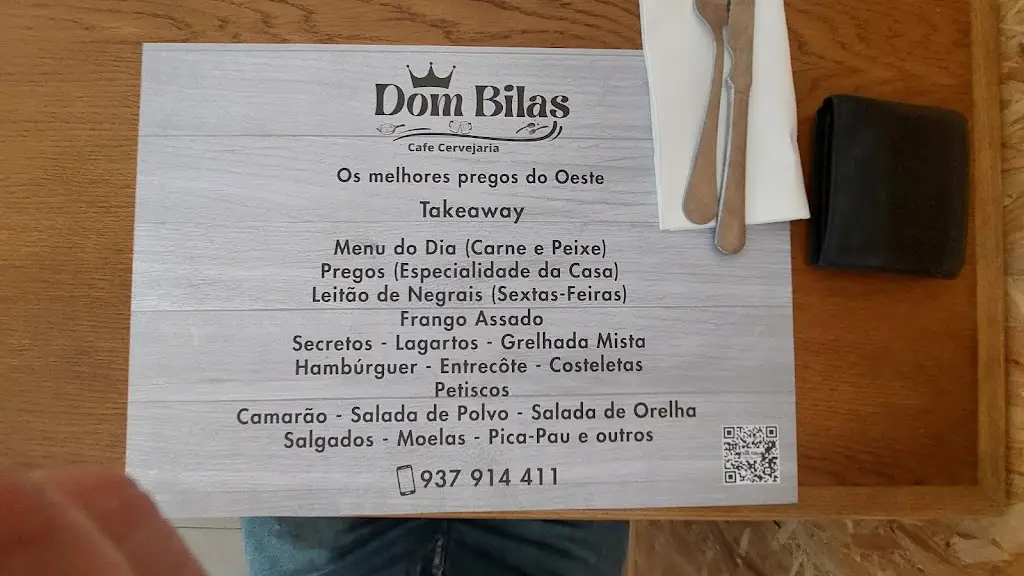 Dom Bilas
Cafe Cervejaria
Os melhores pregos do Oeste
Takeaway
Menu do Dia (Carne e Peixe)
Pregos (Especialidade da Casa)
Leitão de Negrais (Sextas-Feiras)
Frango Assado
Secretos - Lagartos - Grelhada Mista
Hambúrguer - Entrecôte - Costeletas
Petiscos
Camarão - Salada de Polvo - Salada de Orelha
Salgados - Moelas - Pica-Pau e outros
937 914 411